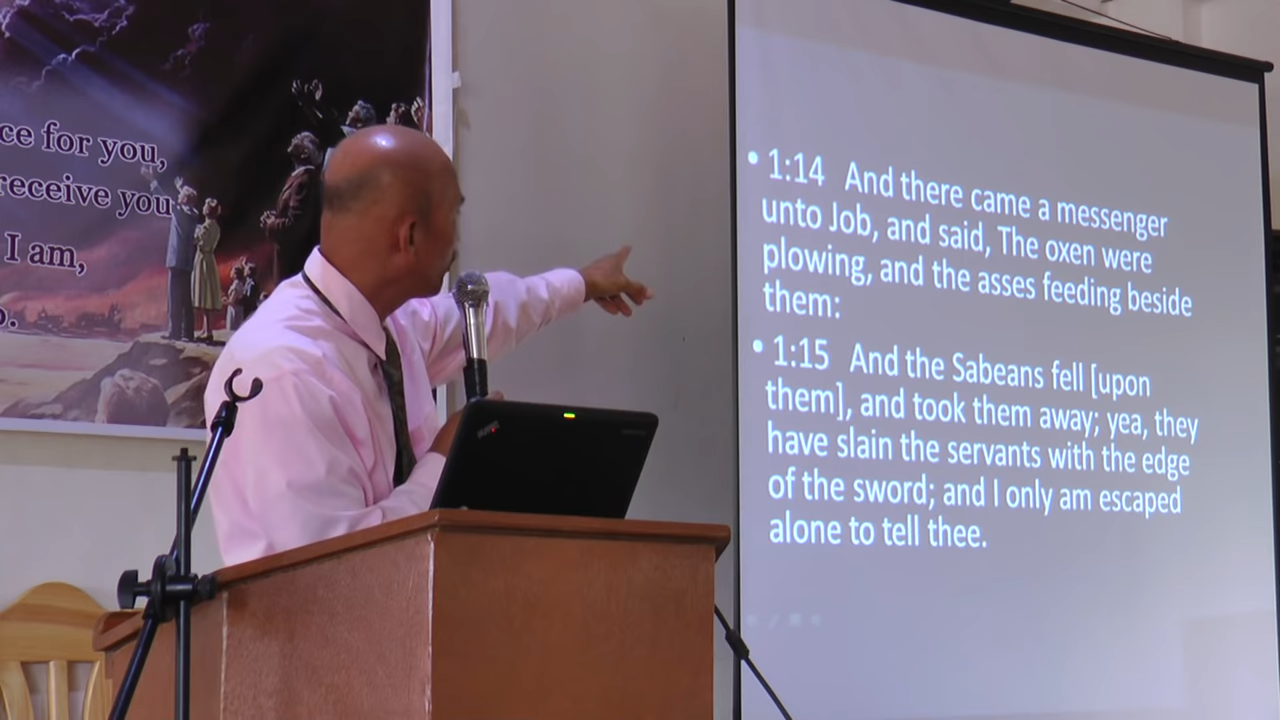 ce for you,
receive you
I am,
• 1:14 And there came a messenger
unto Job, and said, The oxen were
plowing, and the asses feeding beside
them:
• 1:15 And the Sabeans fell [upon
them], and took them away; yea, they
have slain the servants with the edge
of the sword; and I only am escaped
alone to tell thee.